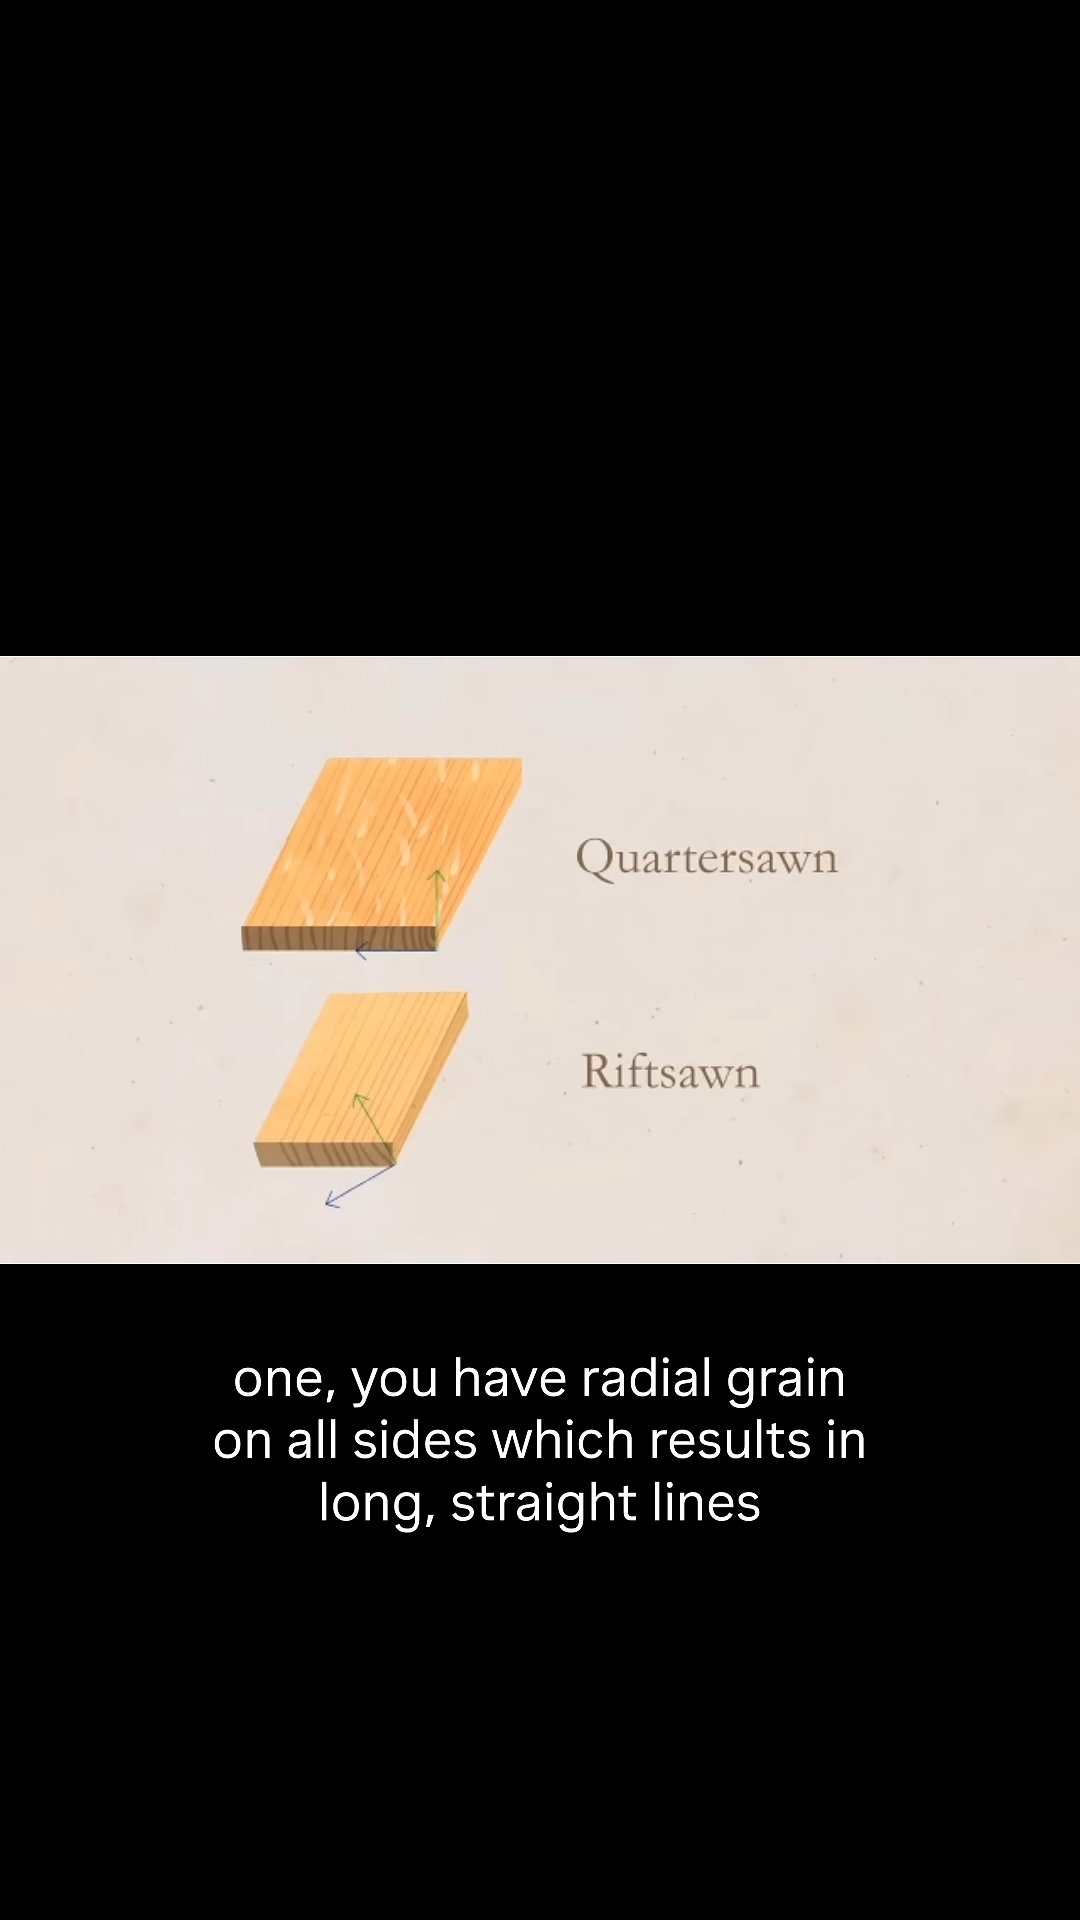 Quartersawn
Riftsawn
one, you have radial grain
on all sides which results in
long, straight lines